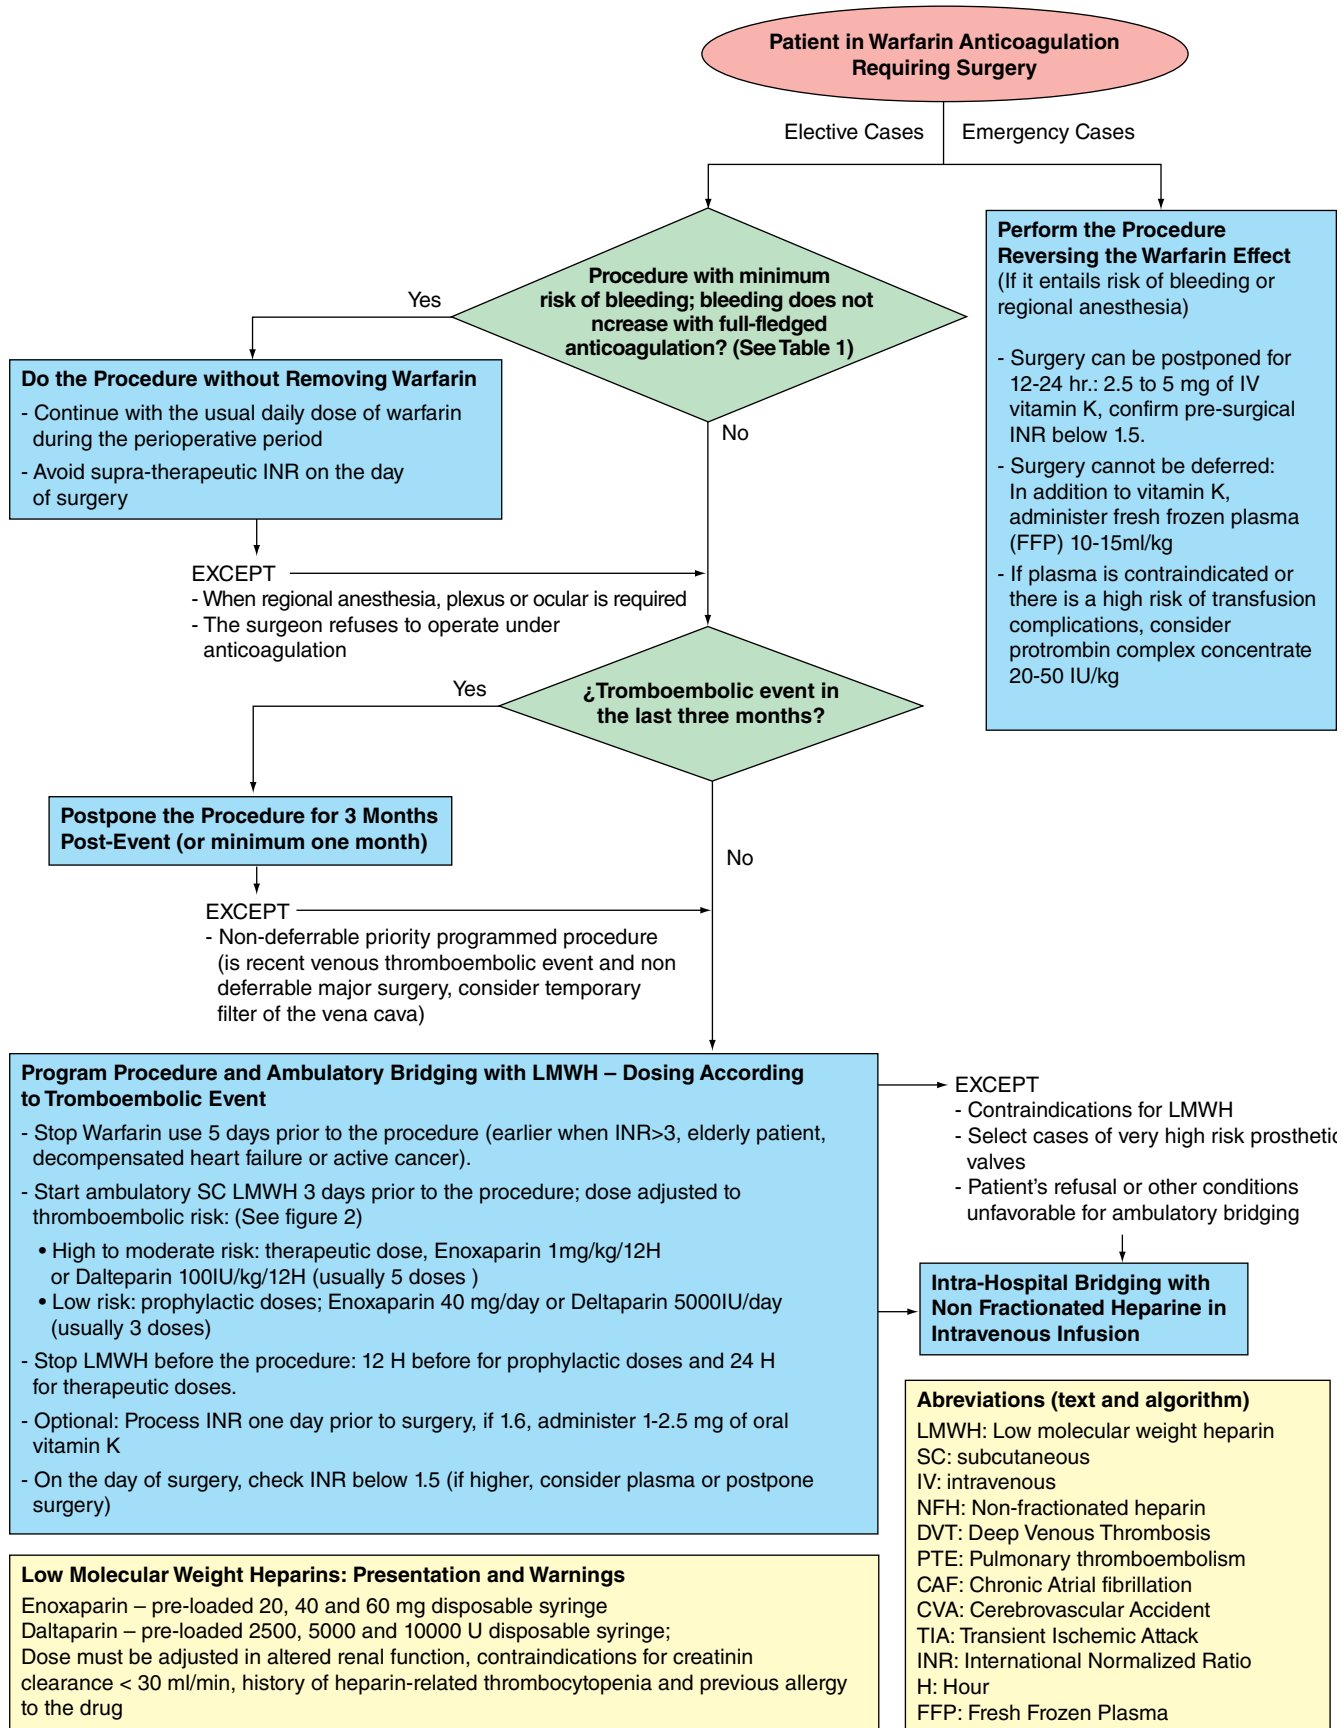 Patient in Warfarin Anticoagulation
Requiring Surgery
Elective Cases
Emergency Cases
Procedure with minimum
risk of bleeding; bleeding does not
ncrease with full-fledged
anticoagulation? (See Table 1)
Yes
No
Perform the Procedure
Reversing the Warfarin Effect
(If it entails risk of bleeding or
regional anesthesia)
- Surgery can be postponed for
12-24 hr.: 2.5 to 5 mg of IV
vitamin K, confirm pre-surgical
INR below 1.5.
- Surgery cannot be deferred:
In addition to vitamin K,
administer fresh frozen plasma
(FFP) 10-15ml/kg
- If plasma is contraindicated or
there is a high risk of transfusion
complications, consider
protrombin complex concentrate
20-50 IU/kg
Do the Procedure without Removing Warfarin
- Continue with the usual daily dose of warfarin
during the perioperative period
- Avoid supra-therapeutic INR on the day
of surgery
EXCEPT
- When regional anesthesia, plexus or ocular is required
- The surgeon refuses to operate under
anticoagulation
¿Tromboembolic event in
the last three months?
Yes
No
Postpone the Procedure for 3 Months
Post-Event (or minimum one month)
EXCEPT
- Non-deferrable priority programmed procedure
(is recent venous thromboembolic event and non
deferrable major surgery, consider temporary
filter of the vena cava)
Program Procedure and Ambulatory Bridging with LMWH – Dosing According
to Tromboembolic Event
- Stop Warfarin use 5 days prior to the procedure (earlier when INR>3, elderly patient,
decompensated heart failure or active cancer).
- Start ambulatory SC LMWH 3 days prior to the procedure; dose adjusted to
thromboembolic risk: (See figure 2)
• High to moderate risk: therapeutic dose, Enoxaparin 1mg/kg/12H
or Dalteparin 100IU/kg/12H (usually 5 doses )
• Low risk: prophylactic doses; Enoxaparin 40 mg/day or Deltaparin 5000IU/day
(usually 3 doses)
- Stop LMWH before the procedure: 12 H before for prophylactic doses and 24 H
for therapeutic doses.
- Optional: Process INR one day prior to surgery, if 1.6, administer 1-2.5 mg of oral
vitamin K
- On the day of surgery, check INR below 1.5 (if higher, consider plasma or postpone
surgery)
EXCEPT
- Contraindications for LMWH
- Select cases of very high risk prosthetic
valves
- Patient's refusal or other conditions
unfavorable for ambulatory bridging
Intra-Hospital Bridging with
Non Fractionated Heparine in
Intravenous Infusion
Low Molecular Weight Heparins: Presentation and Warnings
Enoxaparin – pre-loaded 20, 40 and 60 mg disposable syringe
Daltaparin – pre-loaded 2500, 5000 and 10000 U disposable syringe;
Dose must be adjusted in altered renal function, contraindications for creatinin
clearance < 30 ml/min, history of heparin-related thrombocytopenia and previous allergy
to the drug
Abreviations (text and algorithm)
LMWH: Low molecular weight heparin
SC: subcutaneous
IV: intravenous
NFH: Non-fractionated heparin
DVT: Deep Venous Thrombosis
PTE: Pulmonary thromboembolism
CAF: Chronic Atrial fibrillation
CVA: Cerebrovascular Accident
TIA: Transient Ischemic Attack
INR: International Normalized Ratio
H: Hour
FFP: Fresh Frozen Plasma